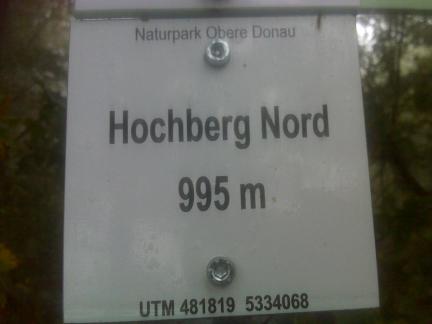 Naturpark Obere Donau
Hochberg Nord
995 m
UTM 481819 5334068